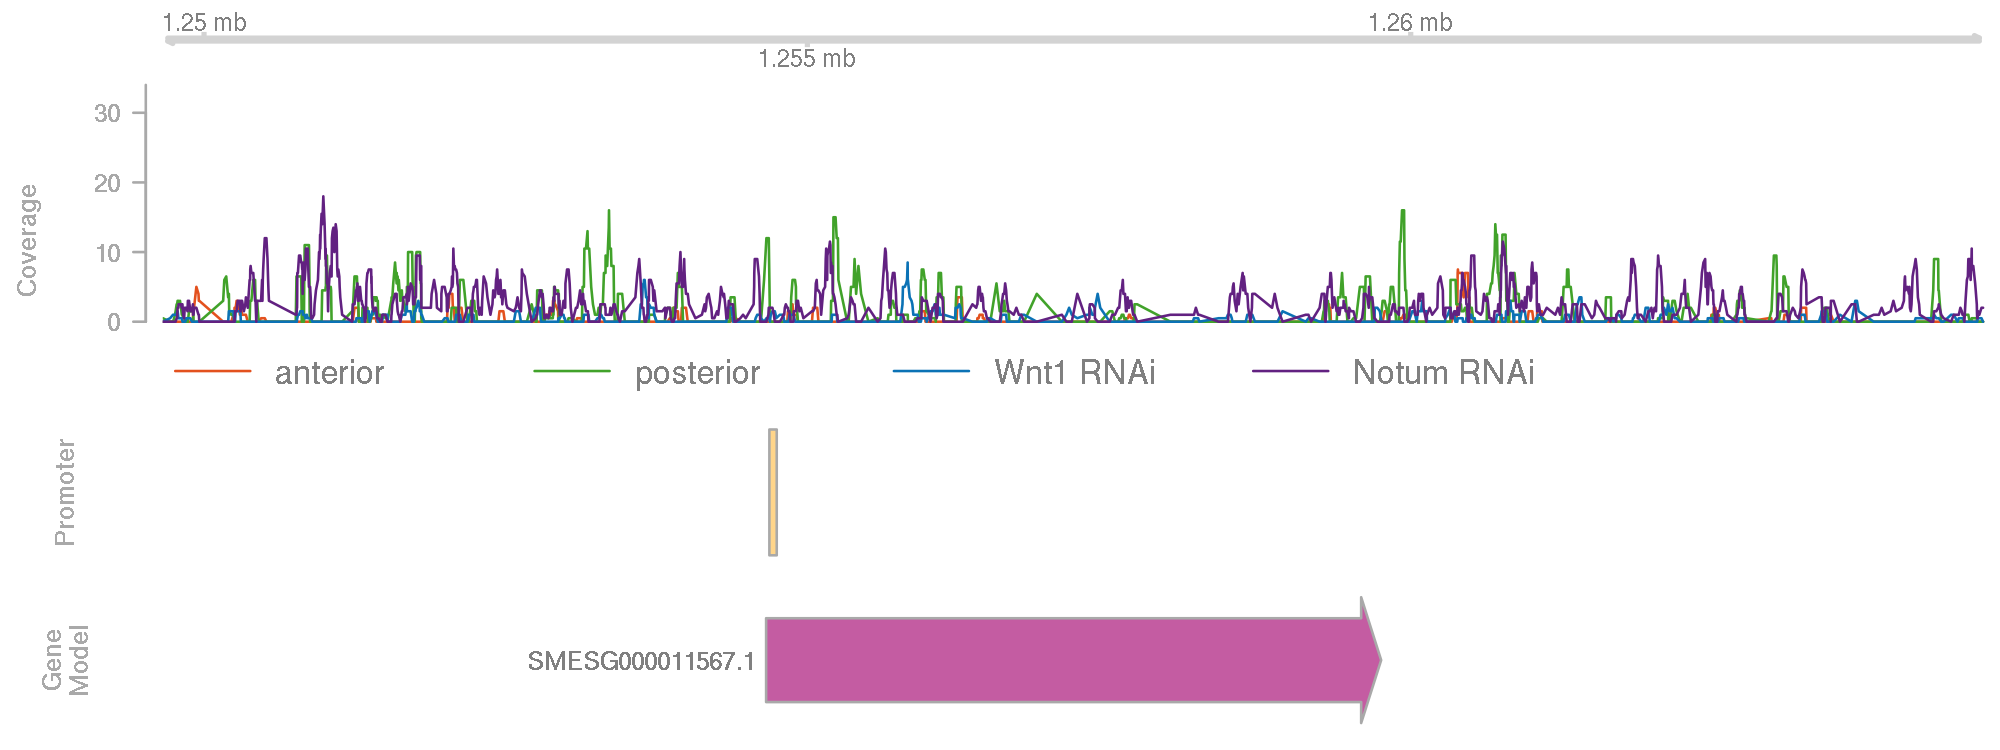 1.25 mb
1.26 mb
1.255 mb
30
20
10
0
Coverage
anterior posterior Wnt1 RNAi Notum RNAi
Promoter
SMESG000011567.1
Gene
Model